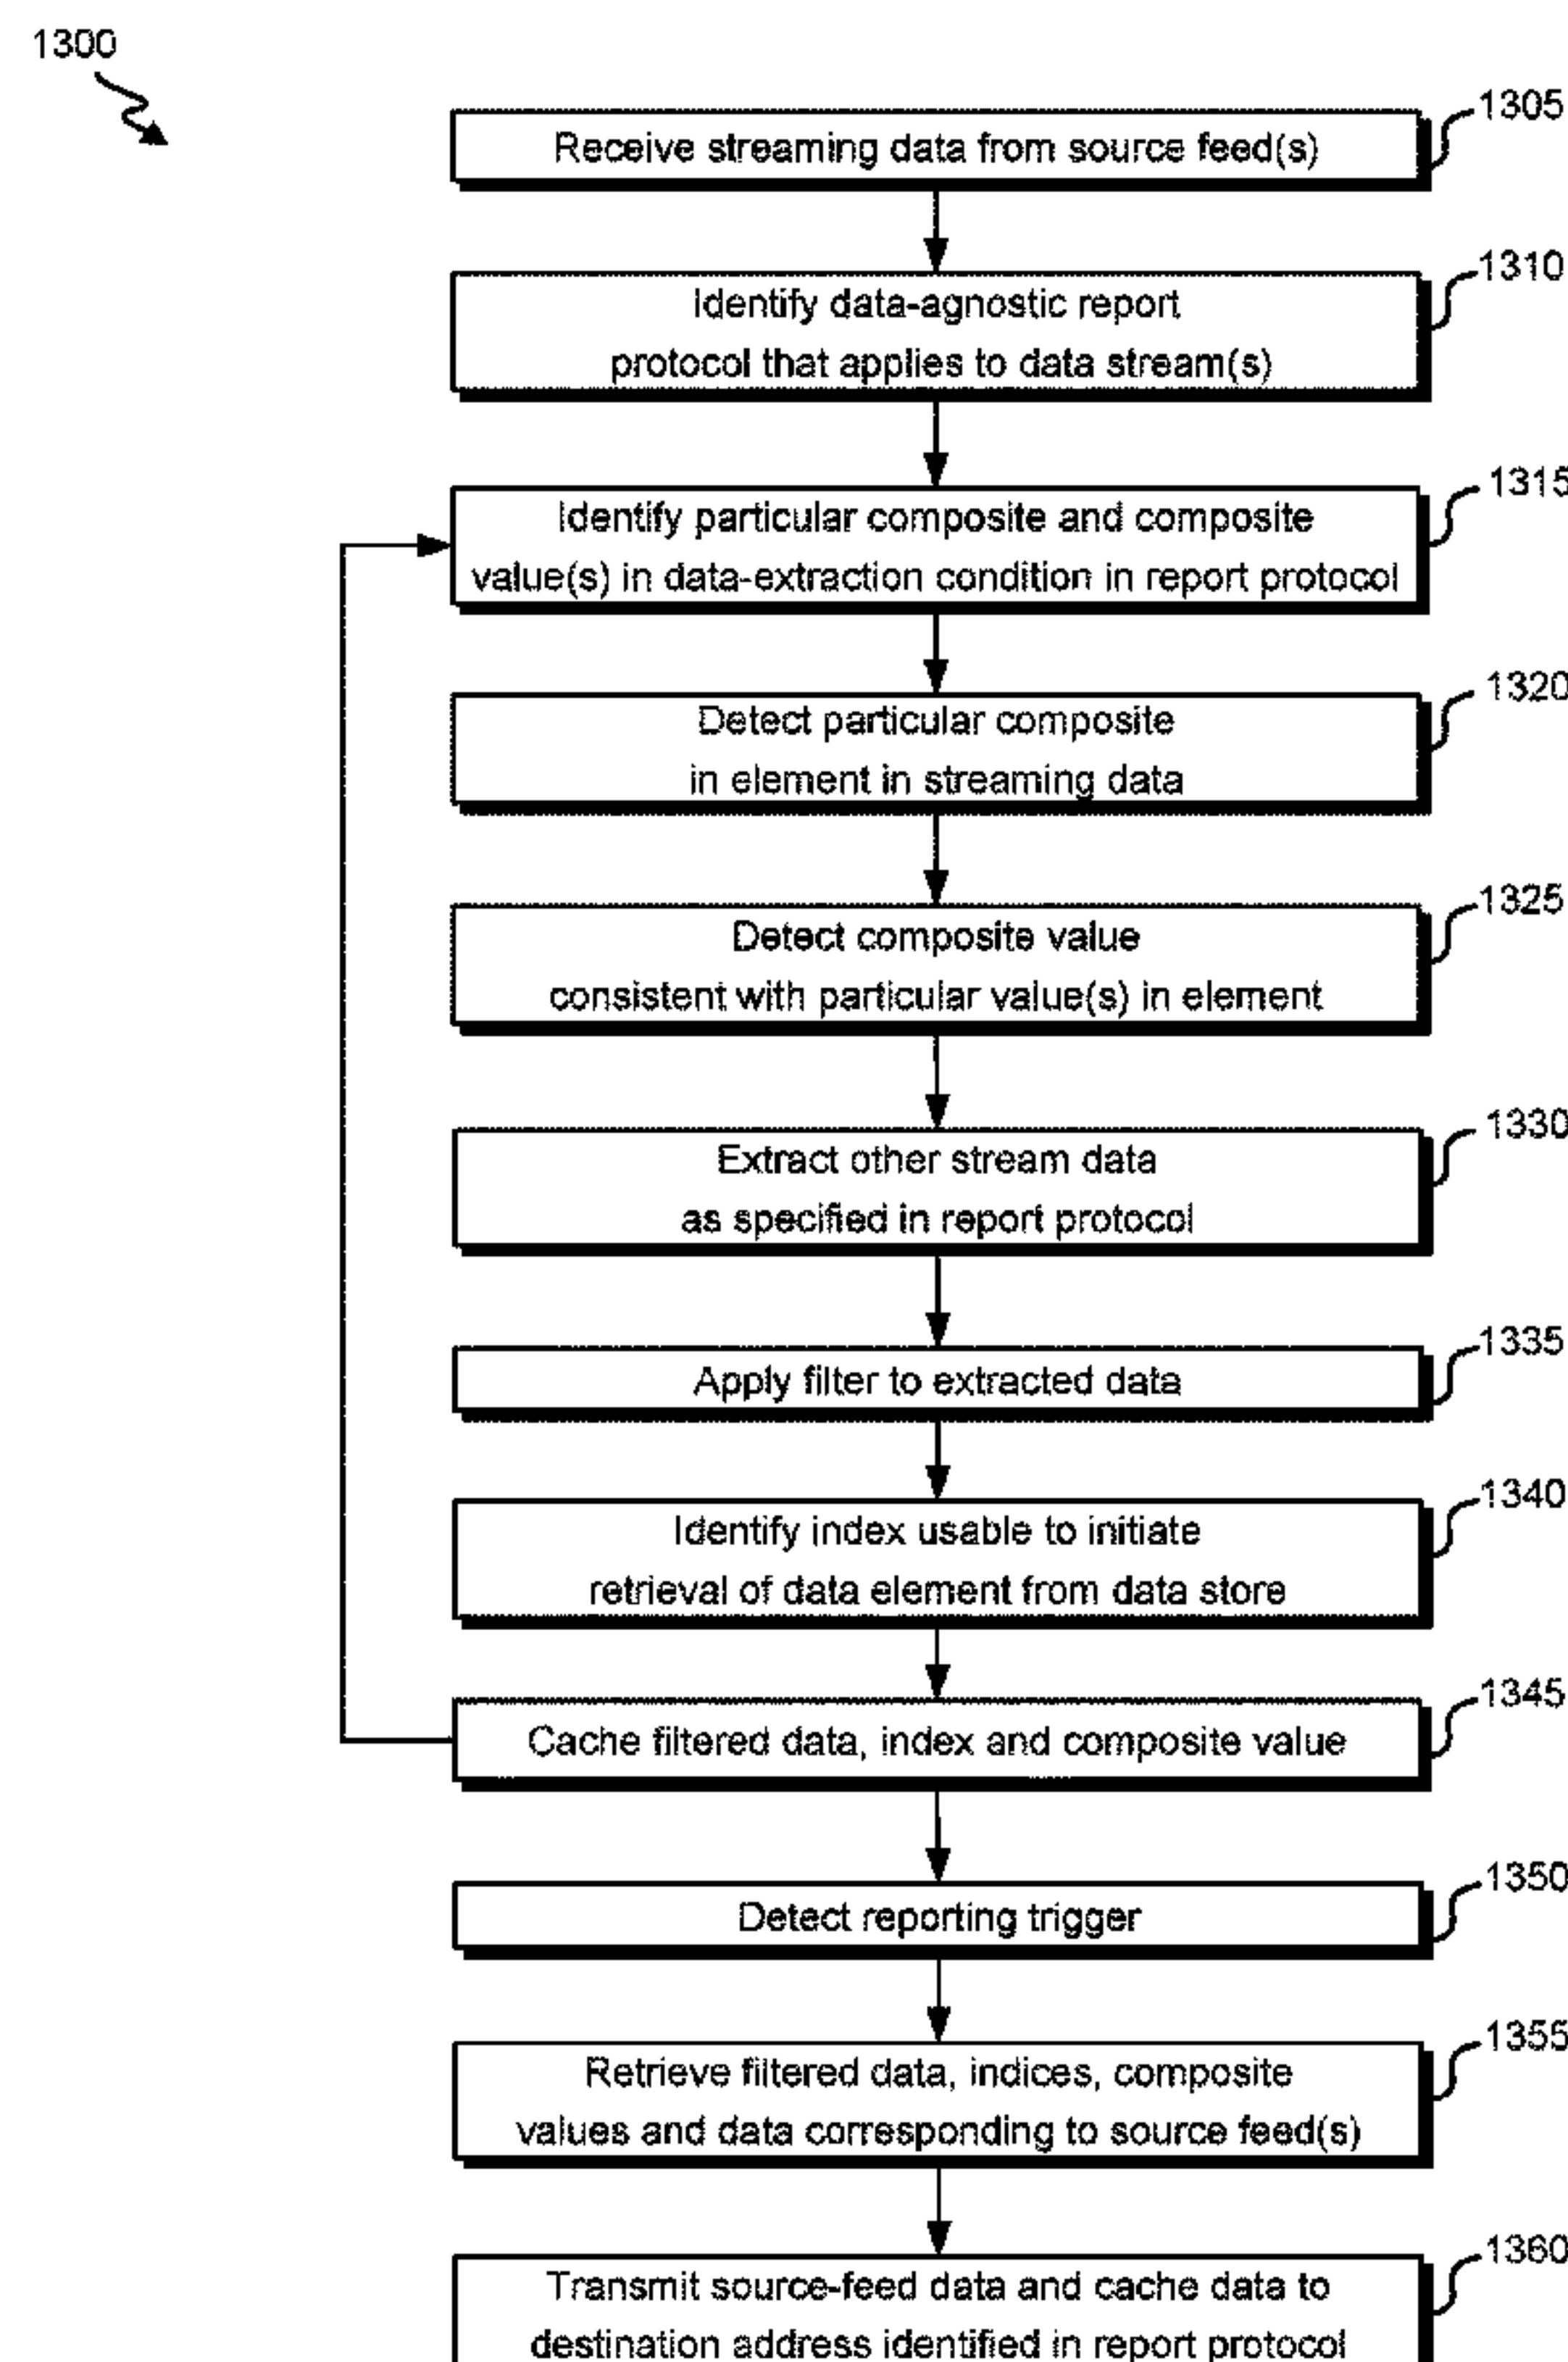 1300
1305
Receive streaming data from source feed(s)
1310
Identify data-agnostic report
protocol that applies to data stream(s)
1315
Identify particular composite and composite
value(s) in data-extraction condition in report protocol
1320
Detect particular composite
in element in streaming data
1325
Detect composite value
consistent with particular value(s) in element
1330
Extract other stream data
as specified in report protocol
1335
Apply filter to extracted data
1340
Identify index usable to initiate
retrieval of data element from data store
1345
Cache filtered data, index and composite value
1350
Detect reporting trigger
1355
Retrieve filtered data, indices, composite
values and data corresponding to source feed(s)
1360
Transmit source-feed data and cache data to
destination address identified in report protocol